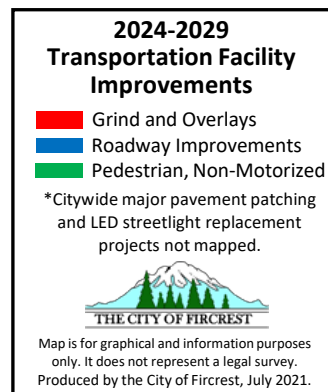 2024-2029
Transportation Facility
Improvements
Grind and Overlays
Roadway Improvements
Pedestrian, Non-Motorized
*Citywide major pavement patching
and LED streetlight replacement
projects not mapped.
THE CITY OF FIRCREST
Map is for graphical and information purposes
only. It does not represent a legal survey.
Produced by the City of Fircrest, July 2021.